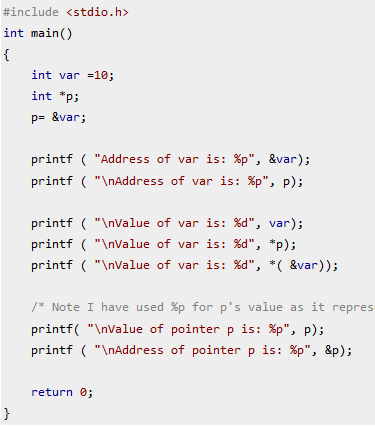 #include <stdio.h>
int main()
{
int var =10;
int *p;
p= &var;
printf ( "Address of var is: %p", &var);
printf ( "\nAddress of var is: %p", p);
printf ( "\nValue of var is: %d", var);
printf ( "\nValue of var is: %d", *p);
printf ( "\nValue of var is: %d", *( &var));
/* Note I have used %p for p's value as it repres
printf( "\nValue of pointer p is: %p", p);
printf ( "\nAddress of pointer p is: %p", &p);
return 0;
}